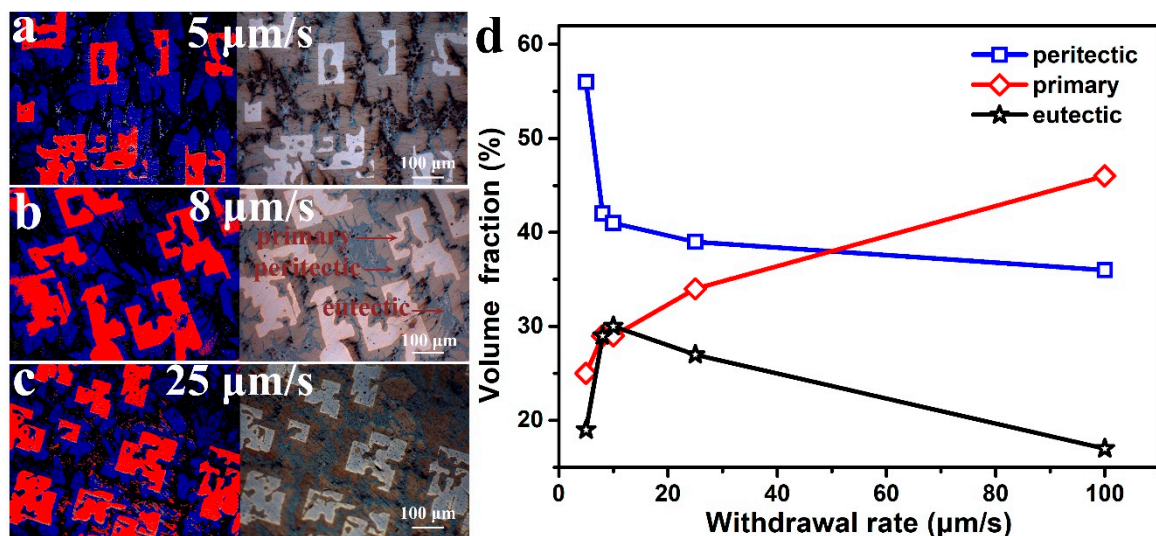 a
5 μm/s
100 μm
b
8 μm/s
primary
peritectic
eutectic
100 μm
c
25 μm/s
100 μm
d
peritectic
primary
eutectic
Volume fraction (%)
60
50
40
30
20
0 20 40 60 80 100
Withdrawal rate (μm/s)